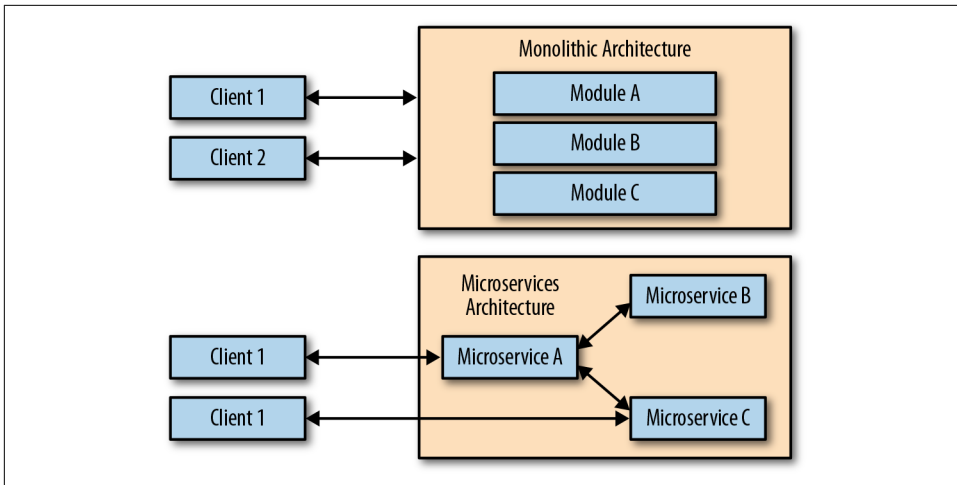 Monolithic Architecture
Client 1
Module A
Client 2
Module B
Module C
Microservices
Architecture
Microservice B
Client 1
Microservice A
Client 1
Microservice C